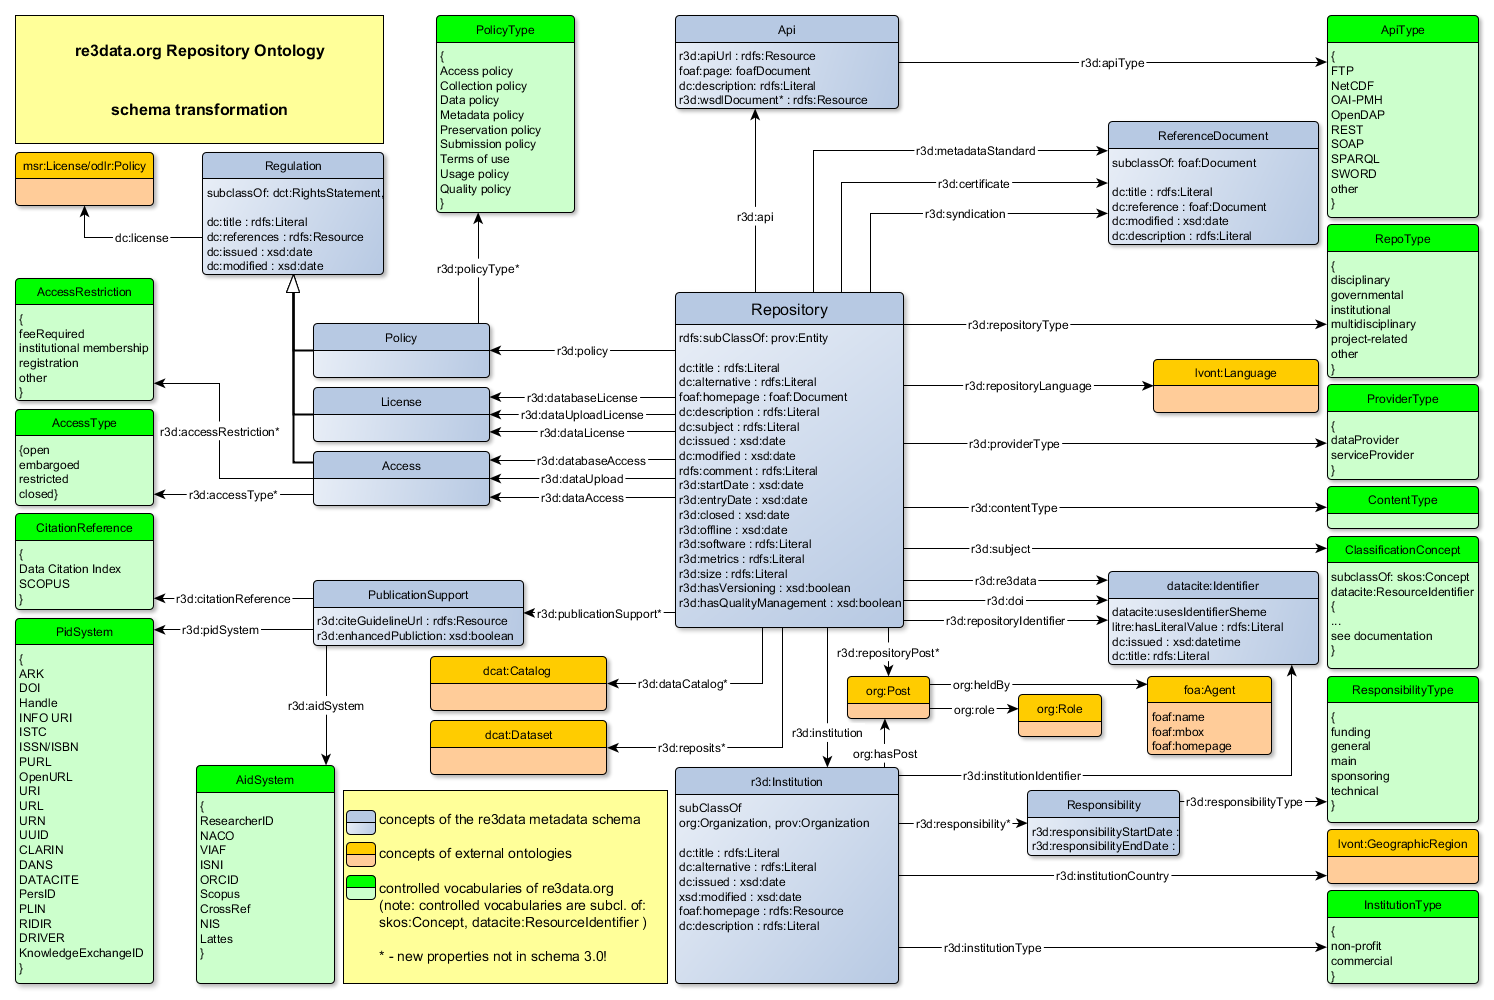 re3data.org Repository Ontology
schema transformation
msr:License/odlr:Policy
dc:license
Regulation
subclassOf: dct:RightsStatement,
dc:title : rdfs:Literal
dc:references : rdfs:Resource
dc:issued : xsd:date
dc:modified : xsd:date
PolicyType
{
Access policy
Collection policy
Data policy
Metadata policy
Preservation policy
Submission policy
Terms of use
Usage policy
Quality policy
}
r3d:policyType*
Api
r3d:apiUrl : rdfs:Resource
foaf:page: foafDocument
dc:description: rdfs:Literal
r3d:wsdlDocument* : rdfs:Resource
r3d:apiType
r3d:api
ApiType
{
FTP
NetCDF
OAI-PMH
OpenDAP
REST
SOAP
SPARQL
SWORD
other
}
r3d:metadataStandard
r3d:certificate
r3d:syndication
ReferenceDocument
subclassOf: foaf:Document
dc:title : rdfs:Literal
dc:reference : foaf:Document
dc:modified : xsd:date
dc:description : rdfs:Literal
RepoType
{
disciplinary
governmental
institutional
multidisciplinary
project-related
other
}
AccessRestriction
{
feeRequired
institutional membership
registration
other
}
r3d:accessRestriction*
AccessType
{open
embargoed
restricted
closed}
r3d:accessType*
Policy
License
Access
r3d:policy
r3d:databaseLicense
r3d:dataUploadLicense
r3d:dataLicense
r3d:databaseAccess
r3d:dataUpload
r3d:dataAccess
Repository
rdfs:subClassOf: prov:Entity
dc:title : rdfs:Literal
dc:alternative : rdfs:Literal
foaf:homepage : foaf:Document
dc:description : rdfs:Literal
dc:subject : rdfs:Literal
dc:issued : xsd:date
dc:modified : xsd:date
rdfs:comment : rdfs:Literal
r3d:startDate : xsd:date
r3d:entryDate : xsd:date
r3d:closed : xsd:date
r3d:offline : xsd:date
r3d:software : rdfs:Literal
r3d:metrics : rdfs:Literal
r3d:size : rdfs:Literal
r3d:hasVersioning : xsd:boolean
r3d:hasQualityManagement : xsd:boolean
r3d:repositoryType
r3d:repositoryLanguage
lvont:Language
r3d:providerType
ProviderType
{
dataProvider
serviceProvider
}
r3d:contentType
ContentType
r3d:subject
ClassificationConcept
subclassOf: skos:Concept
datacite:ResourceIdentifier
{
...
see documentation
}
r3d:re3data
r3d:doi
r3d:repositoryIdentifier
datacite:Identifier
datacite:usesIdentifierSheme
litre:hasLiteralValue : rdfs:Literal
dc:issued : xsd:datetime
dc:title: rdfs:Literal
CitationReference
{
Data Citation Index
SCOPUS
}
r3d:citationReference
PublicationSupport
r3d:citeGuidelineUrl : rdfs:Resource
r3d:enhancedPubliction: xsd:boolean
r3d:publicationSupport*
r3d:pidSystem
PidSystem
{
ARK
DOI
Handle
INFO URI
ISTC
ISSN/ISBN
PURL
OpenURL
URI
URL
URN
UUID
CLARIN
DANS
DATACITE
PersID
PLIN
RIDIR
DRIVER
KnowledgeExchangeID
}
r3d:aidSystem
AidSystem
{
ResearcherID
NACO
VIAF
ISNI
ORCID
Scopus
CrossRef
NIS
Lattes
}
dcat:Catalog
r3d:dataCatalog*
dcat:Dataset
r3d:reposits*
r3d:institution
r3d:repositoryPost*
org:Post
org:heldBy
org:role
org:Role
foa:Agent
foaf:name
foaf:mbox
foaf:homepage
org:hasPost
ResponsibilityType
{
funding
general
main
sponsoring
technical
}
r3d:Institution
subClassOf
org:Organization, prov:Organization
dc:title : rdfs:Literal
dc:alternative : rdfs:Literal
dc:issued : xsd:date
xsd:modified : xsd:date
foaf:homepage : rdfs:Resource
dc:description : rdfs:Literal
r3d:institutionIdentifier
r3d:responsibility*
Responsibility
r3d:responsibilityStartDate :
r3d:responsibilityEndDate :
r3d:responsibilityType
r3d:institutionCountry
lvont:GeographicRegion
r3d:institutionType
InstitutionType
{
non-profit
commercial
}
concepts of the re3data metadata schema
concepts of external ontologies
controlled vocabularies of re3data.org
(note: controlled vocabularies are subcl. of:
skos:Concept, datacite:ResourceIdentifier )
* - new properties not in schema 3.0!